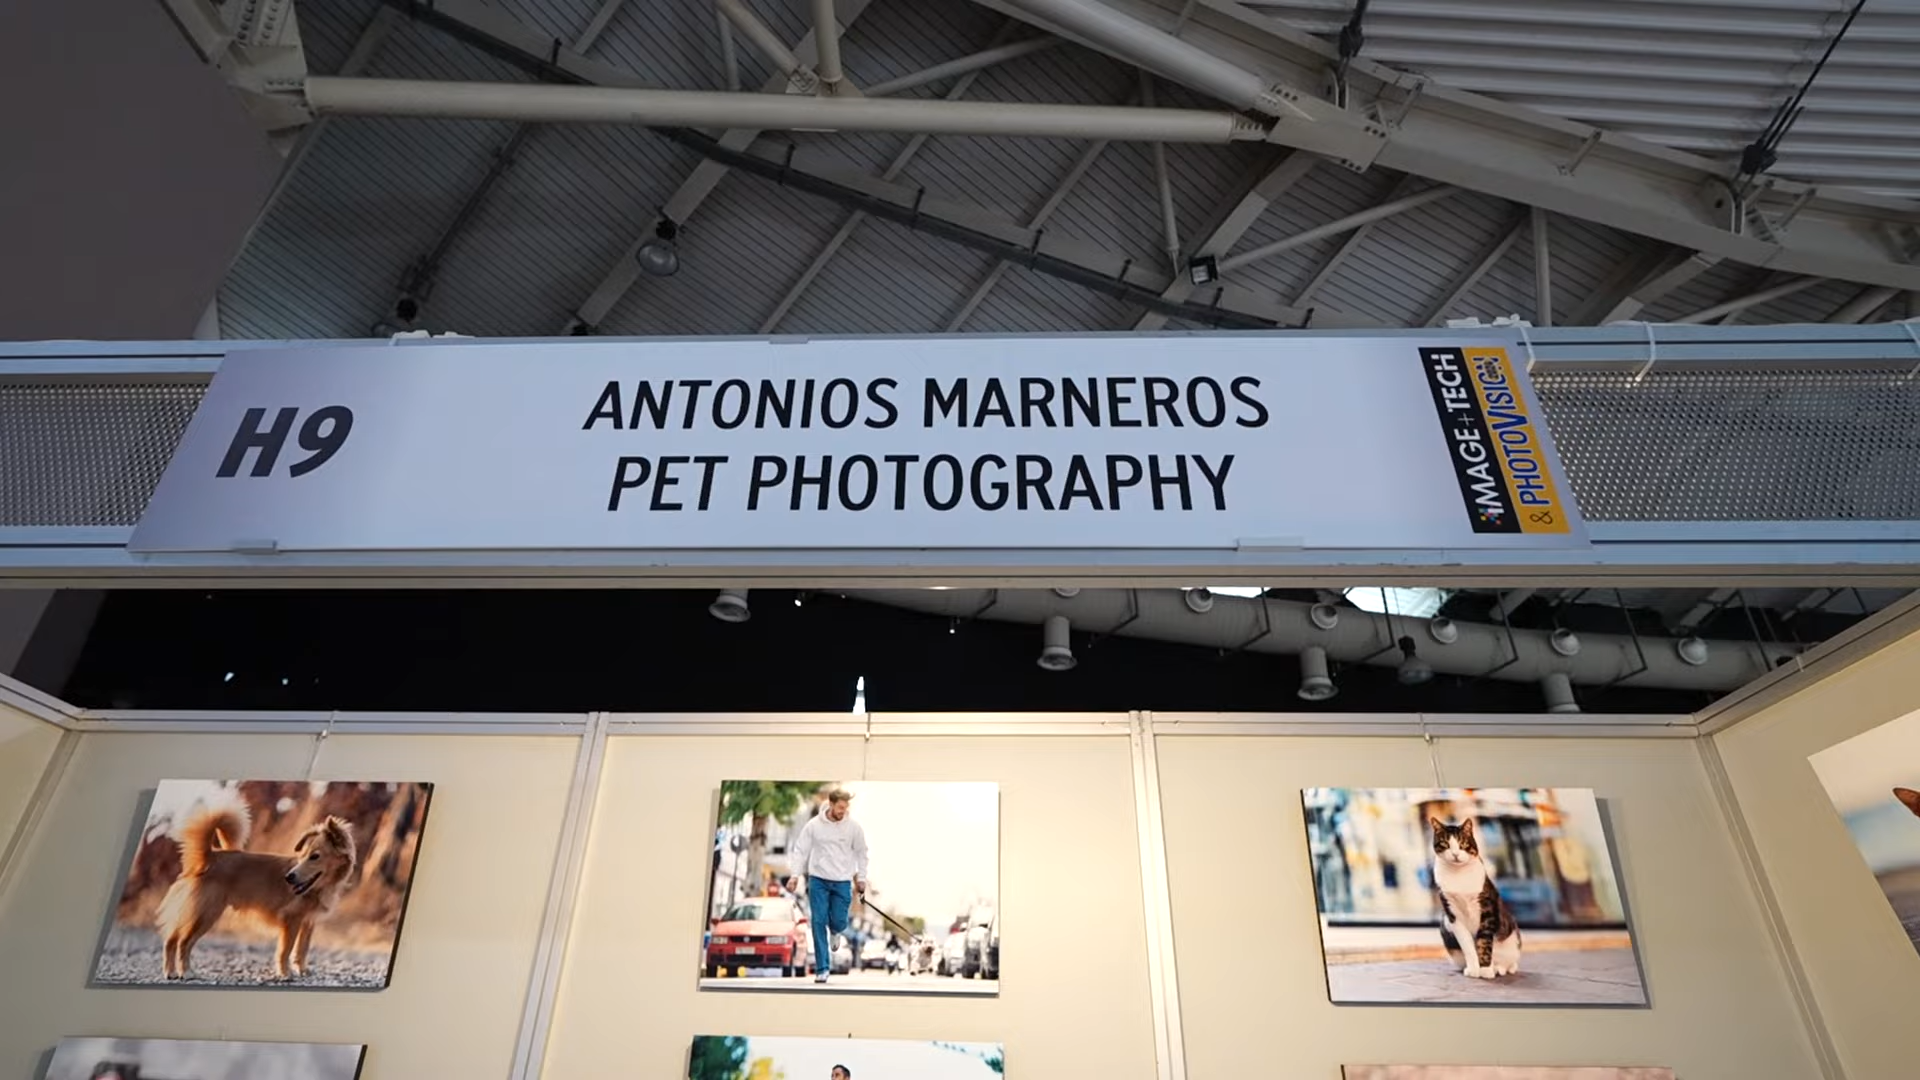 H9
ANTONIOS MARNEROS
PET PHOTOGRAPHY
IMAGE+TECH
& PHOTOVISION